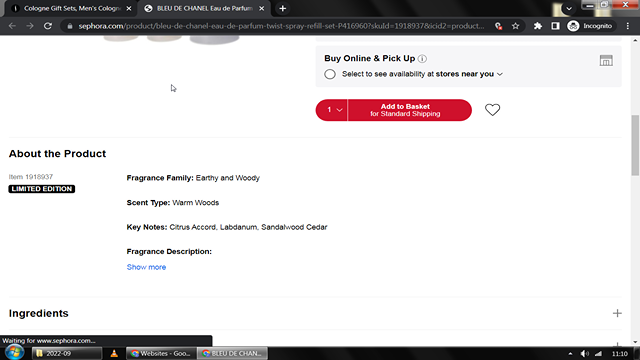 Cologne Gift Sets, Men's Cologne
BLEU DE CHANEL Eau de Parfum
sephora.com/product/bleu-de-chanel-eau-de-parfum-twist-spray-refill-set-P416960?skuId=1918937&icid2=product...
Incognito
Buy Online & Pick Up
Select to see availability at stores near you
1
Add to Basket
for Standard Shipping
About the Product
Item 1918937
LIMITED EDITION
Fragrance Family: Earthy and Woody
Scent Type: Warm Woods
Key Notes: Citrus Accord, Labdanum, Sandalwood Cedar
Fragrance Description:
Show more
Ingredients
Waiting for www.sephora.com...
2022-09
Websites - Goo...
BLEU DE CHAN...
11:10